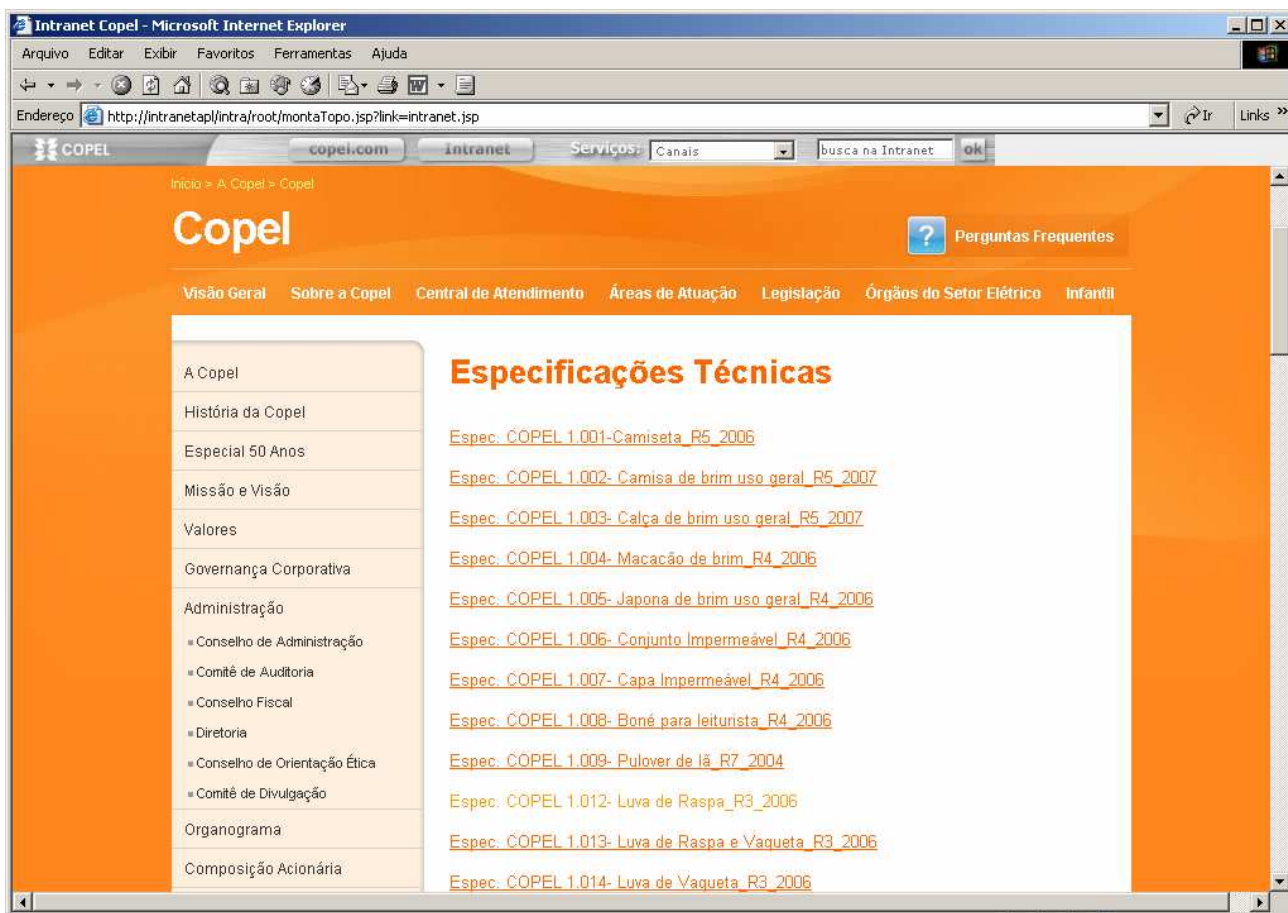 Intranet Copel - Microsoft Internet Explorer
Arquivo Editar Exibir Favoritos Ferramentas Ajuda
Endereço http://intranetapl/intra/root/montaTopo.jsp?link=intranet.jsp Ir Links »
COPEL copel.com Intranet Serviços: Canais busca na Intranet ok
Início > A Copel > Copel
Copel
? Perguntas Frequentes
Visão Geral Sobre a Copel Central de Atendimento Áreas de Atuação Legislação Órgãos do Setor Elétrico Infantil
A Copel
História da Copel
Especial 50 Anos
Missão e Visão
Valores
Governança Corporativa
Administração
Conselho de Administração
Comitê de Auditoria
Conselho Fiscal
Diretoria
Conselho de Orientação Ética
Comitê de Divulgação
Organograma
Composição Acionária
Especificações Técnicas
Espec. COPEL 1.001-Camiseta_R5_2006
Espec. COPEL 1.002- Camisa de brim uso geral_R5_2007
Espec. COPEL 1.003- Calça de brim uso geral_R5_2007
Espec. COPEL 1.004- Macacão de brim_R4_2006
Espec. COPEL 1.005- Japona de brim uso geral_R4_2006
Espec. COPEL 1.006- Conjunto Impermeável_R4_2006
Espec. COPEL 1.007- Capa Impermeável_R4_2006
Espec. COPEL 1.008- Boné para leiturista_R4_2006
Espec. COPEL 1.009- Pulover de lã_R7_2004
Espec. COPEL 1.012- Luva de Raspa_R3_2006
Espec. COPEL 1.013- Luva de Raspa e Vaqueta_R3_2006
Espec. COPEL 1.014- Luva de Vaqueta_R3_2006